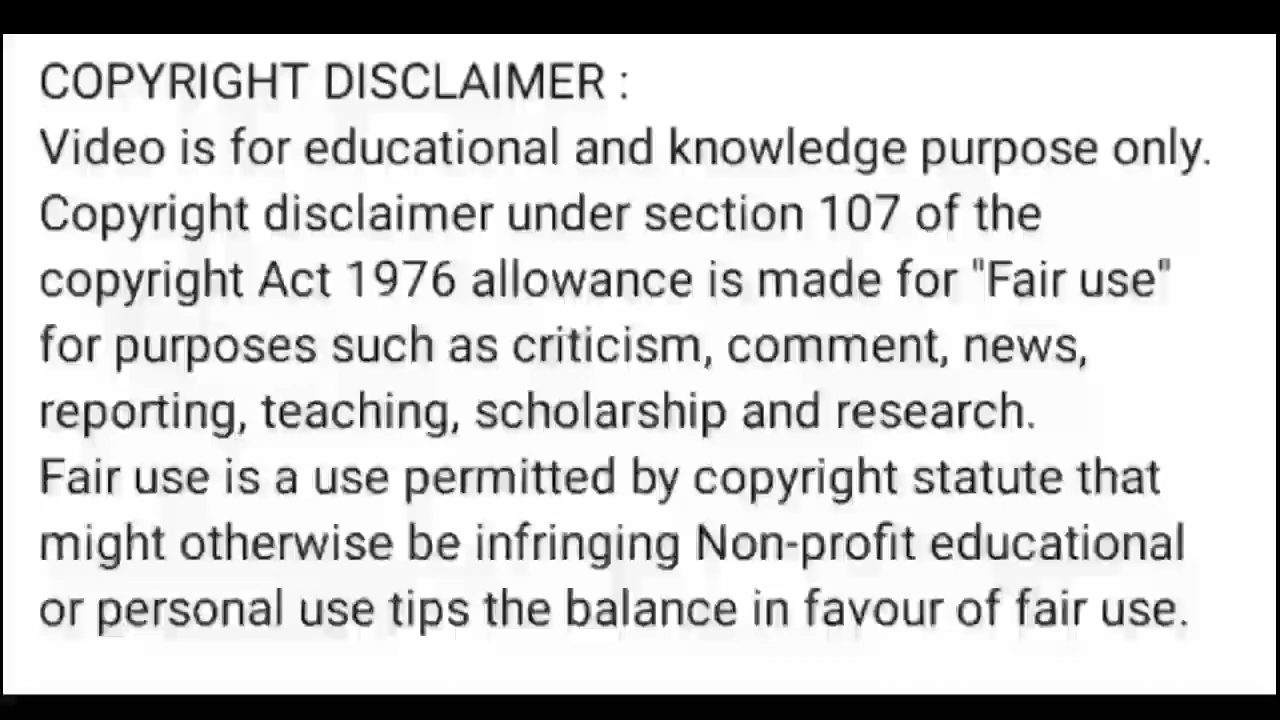 COPYRIGHT DISCLAIMER :
Video is for educational and knowledge purpose only.
Copyright disclaimer under section 107 of the
copyright Act 1976 allowance is made for "Fair use"
for purposes such as criticism, comment, news,
reporting, teaching, scholarship and research.
Fair use is a use permitted by copyright statute that
might otherwise be infringing Non-profit educational
or personal use tips the balance in favour of fair use.